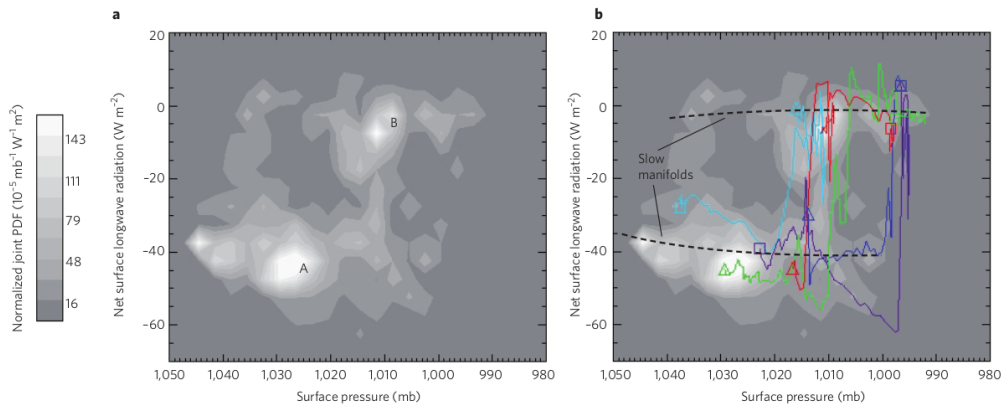 a
b
Normalized joint PDF (10⁻⁵ mb⁻¹ W⁻¹ m²)
143
111
79
48
16
Net surface longwave radiation (W m⁻²)
20
0
−20
−40
−60
B
A
1,050
1,040
1,030
1,020
1,010
1,000
990
980
Surface pressure (mb)
Net surface longwave radiation (W m⁻²)
20
0
−20
−40
−60
Slow
manifolds
1,050
1,040
1,030
1,020
1,010
1,000
990
980
Surface pressure (mb)